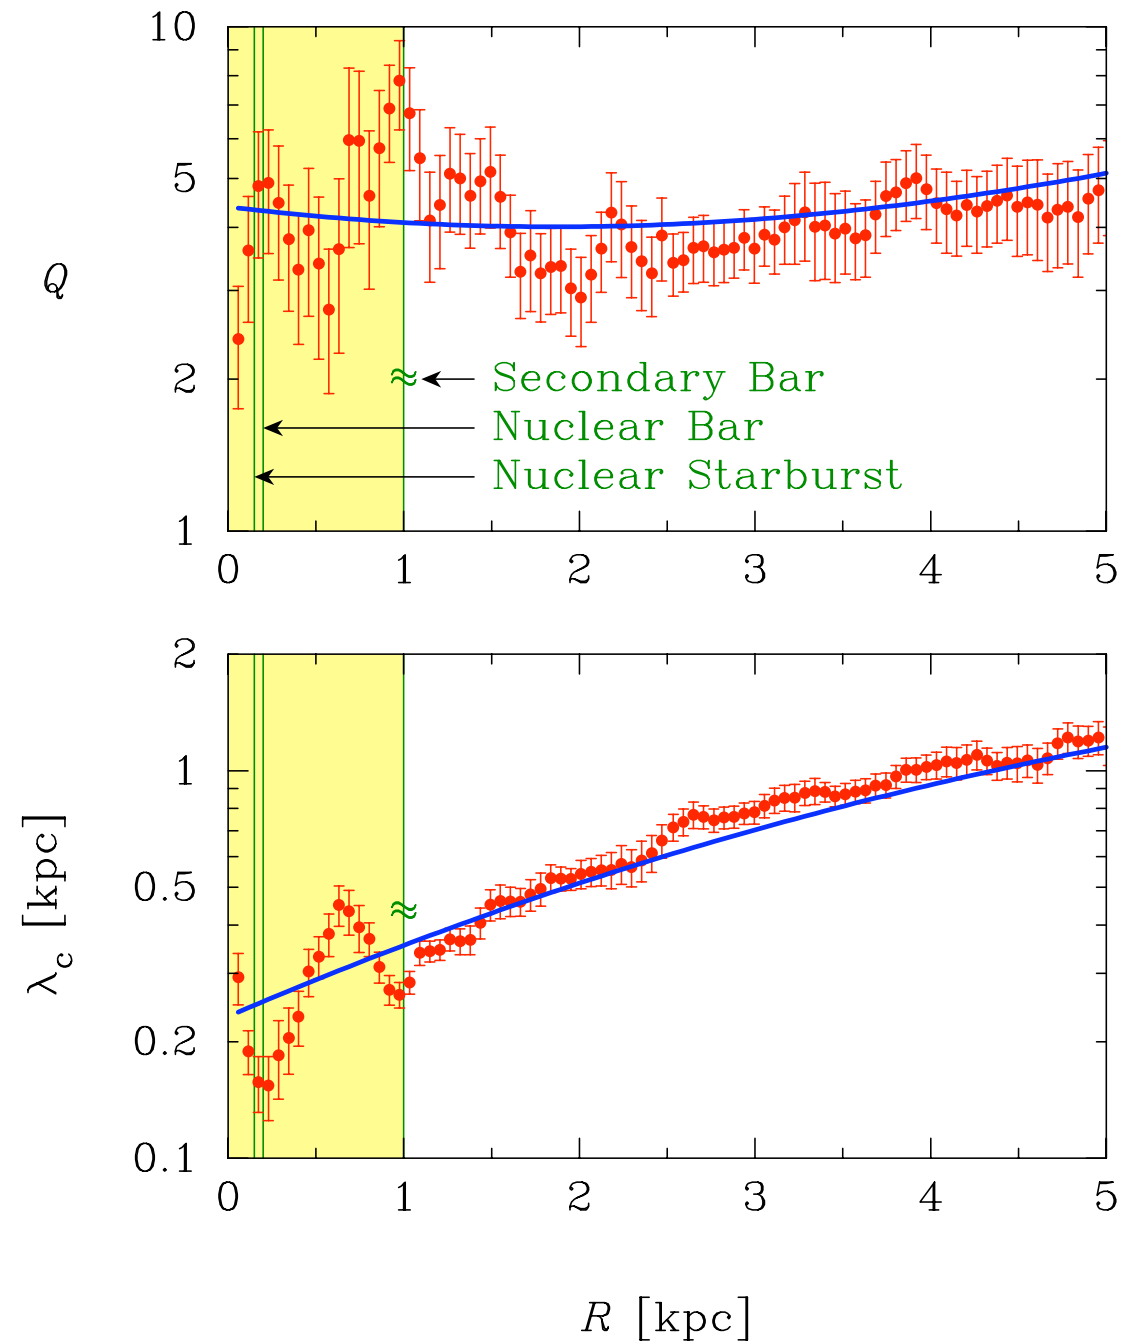 10
5
Q
2
≈ Secondary Bar
Nuclear Bar
Nuclear Starburst
1
0 1 2 3 4 5
2
1
0.5
≈
λc [kpc]
0.2
0.1
0 1 2 3 4 5
R [kpc]